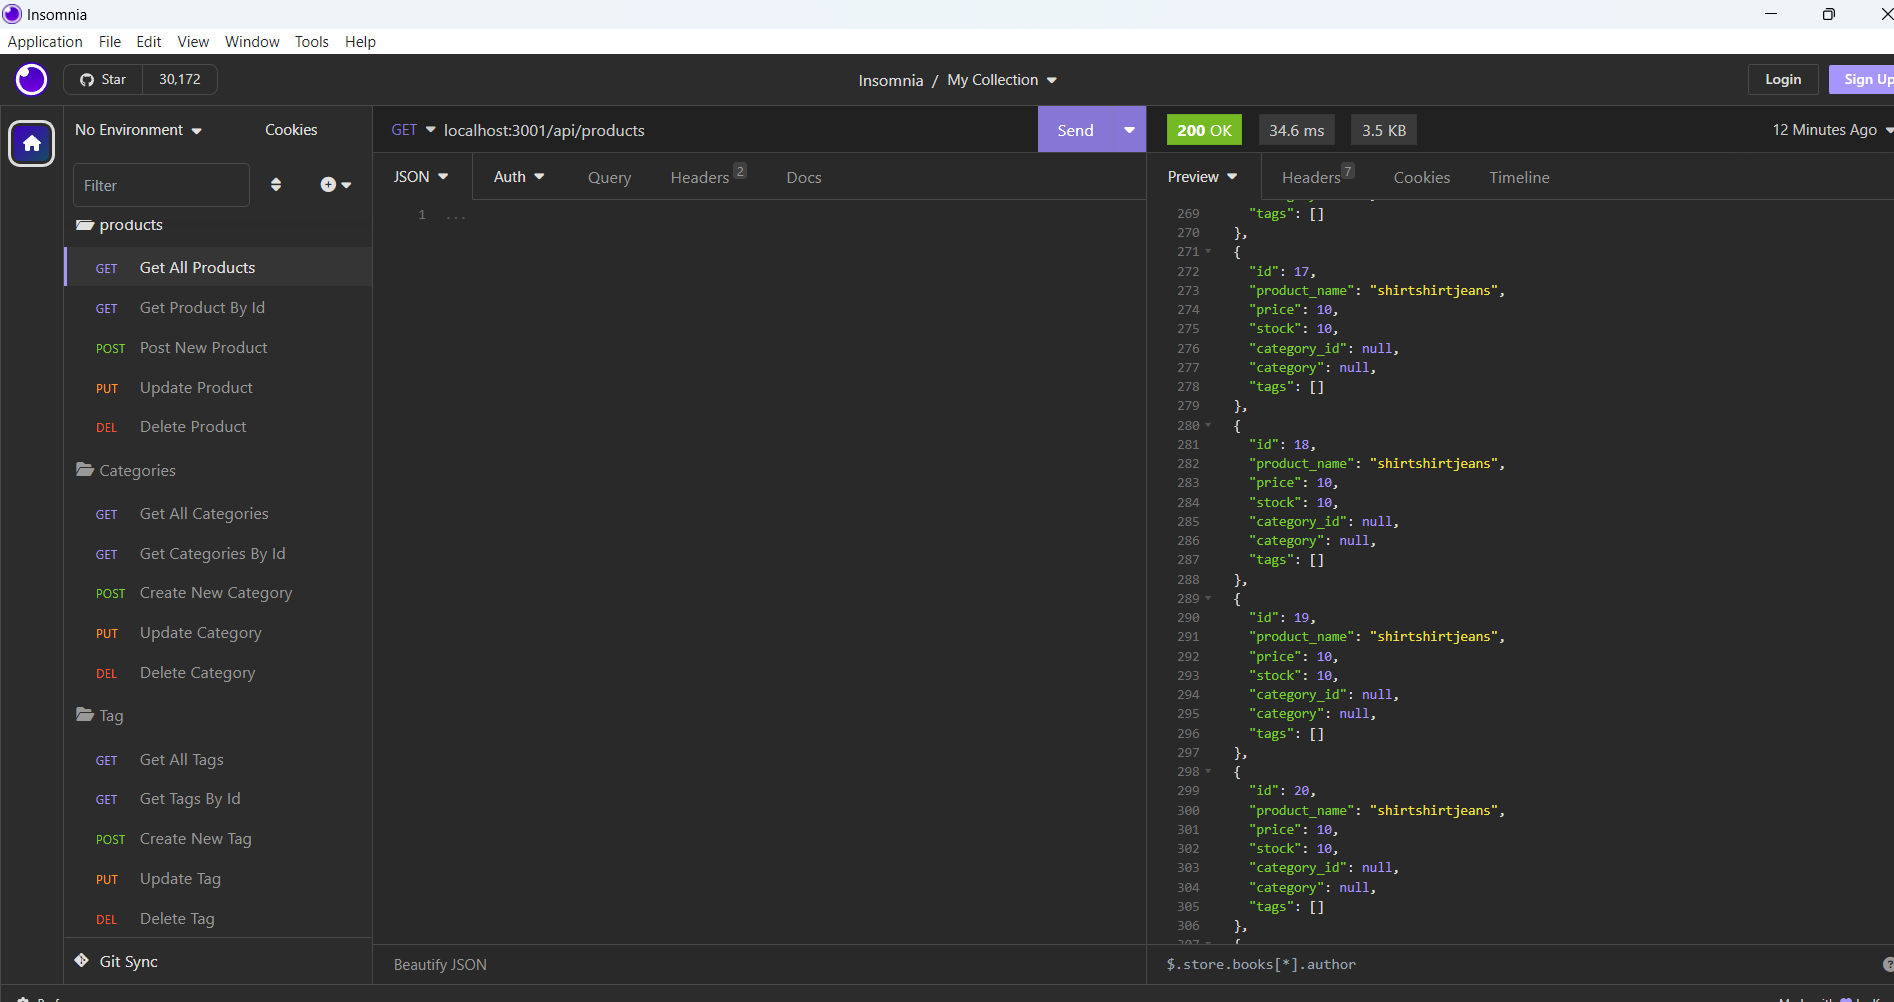 Insomnia
Application File Edit View Window Tools Help
Star 30,172
Insomnia / My Collection
Login Sign Up
No Environment Cookies
Filter
products
GET Get All Products
GET Get Product By Id
POST Post New Product
PUT Update Product
DEL Delete Product
Categories
GET Get All Categories
GET Get Categories By Id
POST Create New Category
PUT Update Category
DEL Delete Category
Tag
GET Get All Tags
GET Get Tags By Id
POST Create New Tag
PUT Update Tag
DEL Delete Tag
Git Sync
GET localhost:3001/api/products Send
JSON Auth Query Headers 2 Docs
1 ...
Beautify JSON
200 OK 34.6 ms 3.5 KB 12 Minutes Ago
Preview Headers 7 Cookies Timeline
269 "tags": []
270 },
271 {
272 "id": 17,
273 "product_name": "shirtshirtjeans",
274 "price": 10,
275 "stock": 10,
276 "category_id": null,
277 "category": null,
278 "tags": []
279 },
280 {
281 "id": 18,
282 "product_name": "shirtshirtjeans",
283 "price": 10,
284 "stock": 10,
285 "category_id": null,
286 "category": null,
287 "tags": []
288 },
289 {
290 "id": 19,
291 "product_name": "shirtshirtjeans",
292 "price": 10,
293 "stock": 10,
294 "category_id": null,
295 "category": null,
296 "tags": []
297 },
298 {
299 "id": 20,
300 "product_name": "shirtshirtjeans",
301 "price": 10,
302 "stock": 10,
303 "category_id": null,
304 "category": null,
305 "tags": []
306 },
307 {
$.store.books[*].author